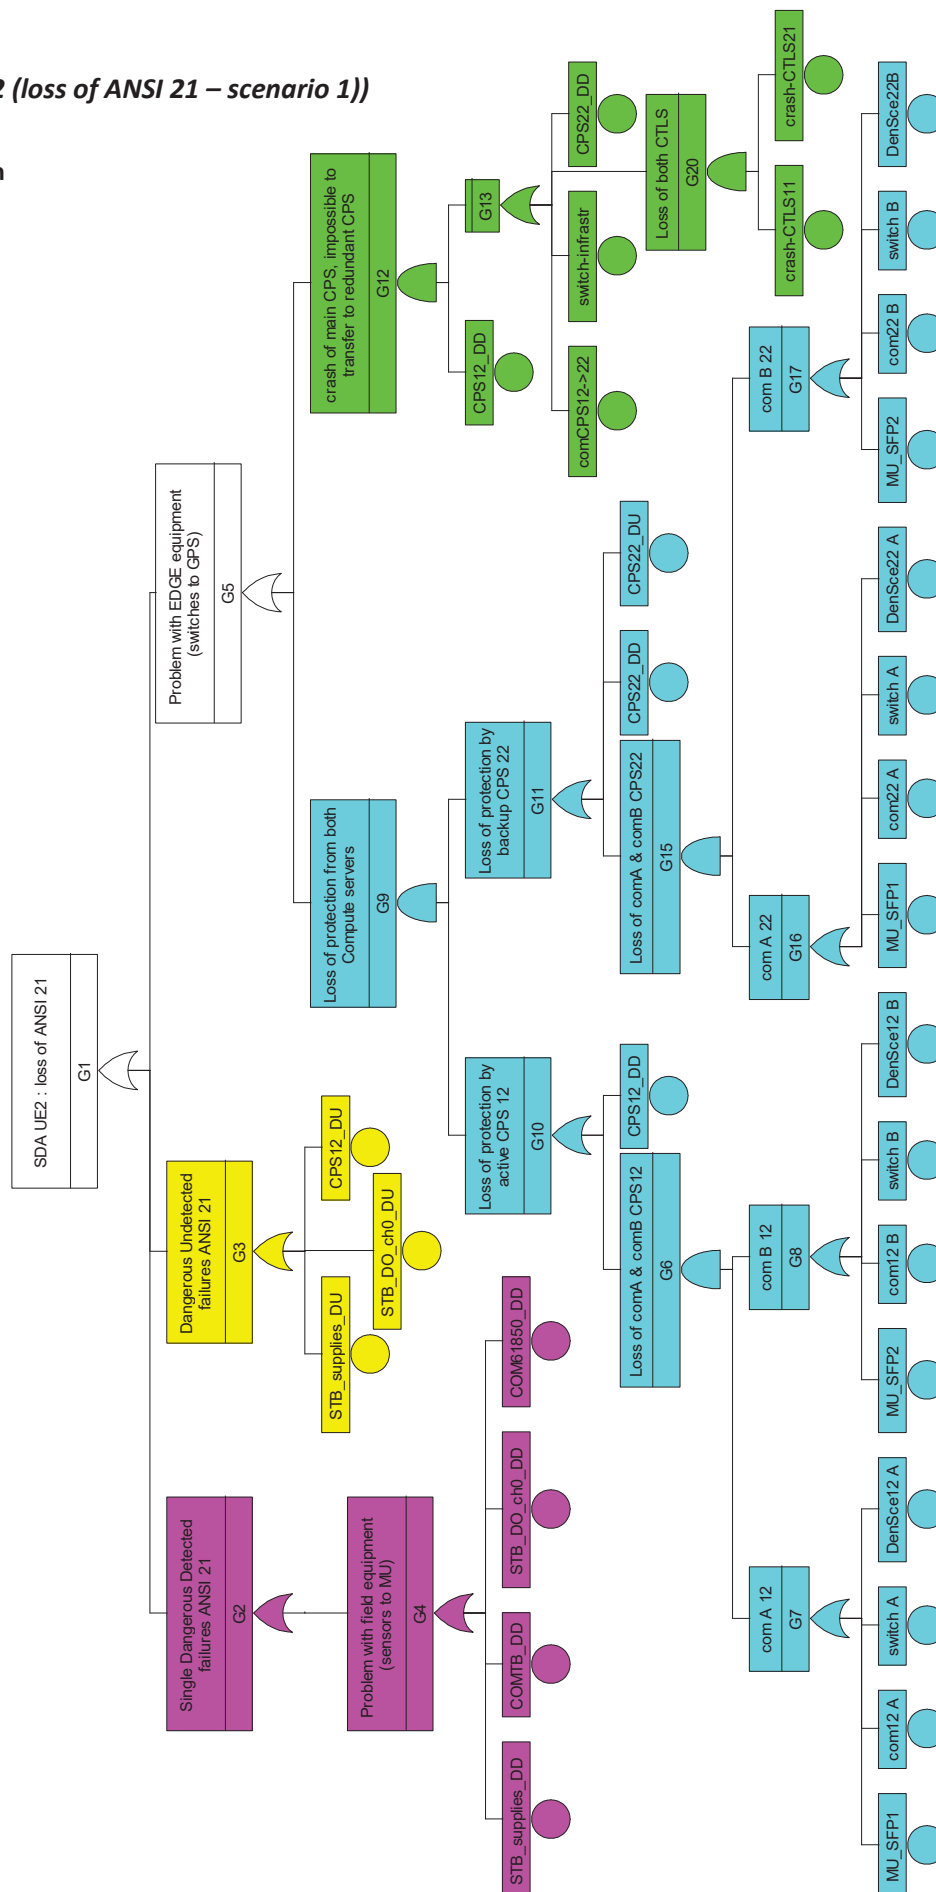 2 (loss of ANSI 21 – scenario 1))
n
SDA UE2 : loss of ANSI 21
G1
Single Dangerous Detected
failures ANSI 21
G2
Dangerous Undetected
failures ANSI 21
G3
Problem with EDGE equipment
(switches to GPS)
G5
Problem with field equipment
(sensors to MU)
G4
STB_supplies_DU
STB_DO_ch0_DU
CPS12_DU
Loss of protection from both
Compute servers
G9
crash of main CPS, impossible to
transfer to redundant CPS
G12
STB_supplies_DD
COMTB_DD
STB_DO_ch0_DD
COM61850_DD
Loss of protection by
active CPS 12
G10
Loss of protection by
backup CPS 22
G11
CPS12_DD
G13
Loss of comA & comB CPS12
G6
CPS12_DD
Loss of comA & comB CPS22
G15
CPS22_DD
CPS22_DU
comCPS12->22
switch-infrastr
CPS22_DD
Loss of both CTLS
G20
crash-CTLS11
crash-CTLS21
com A 12
G7
com B 12
G8
com A 22
G16
com B 22
G17
MU_SFP1
com12 A
switch A
DenSce12 A
MU_SFP2
com12 B
switch B
DenSce12 B
MU_SFP1
com22 A
switch A
DenSce22 A
MU_SFP2
com22 B
switch B
DenSce22B